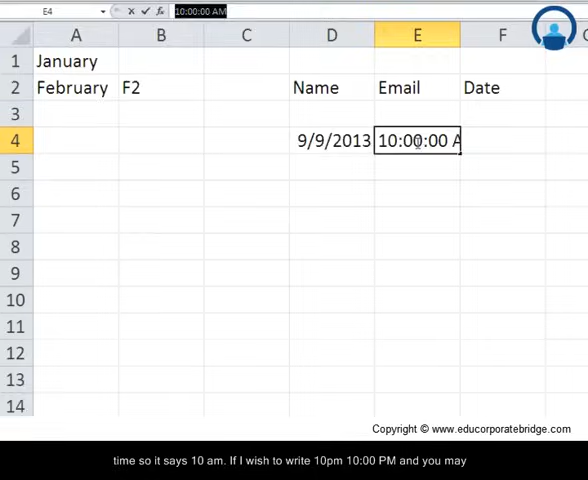 E4 10:00:00 AM
A B C D E F
1 January
2 February F2 Name Email Date
3
4 9/9/2013 10:00:00 A
5
6
7
8
9
10
11
12
13
14
Copyright © www.educorporatebridge.com
time so it says 10 am. If I wish to write 10pm 10:00 PM and you may